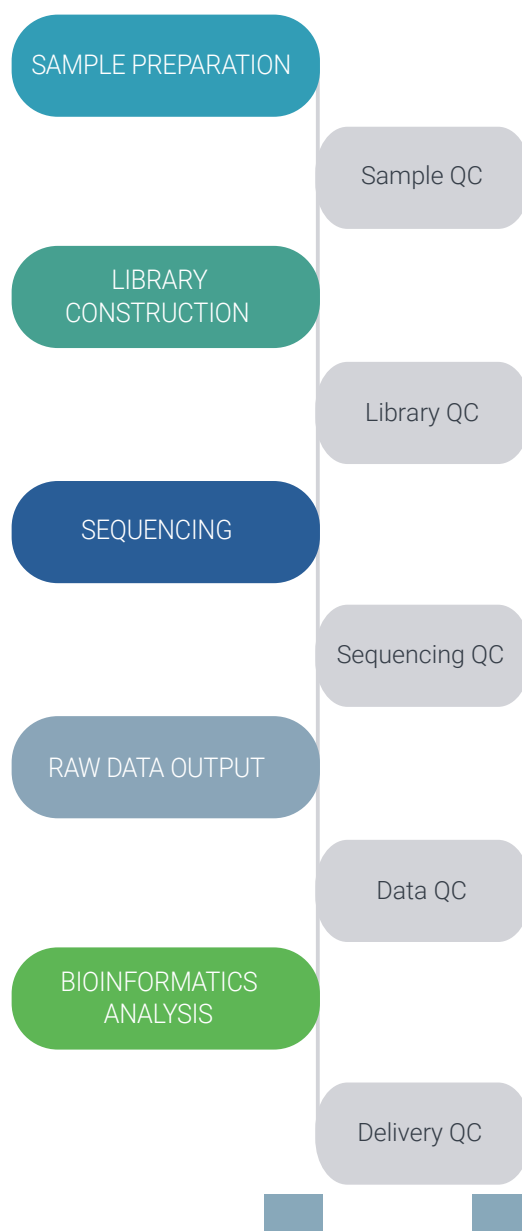 SAMPLE PREPARATION
Sample QC
LIBRARY
CONSTRUCTION
Library QC
SEQUENCING
Sequencing QC
RAW DATA OUTPUT
Data QC
BIOINFORMATICS
ANALYSIS
Delivery QC